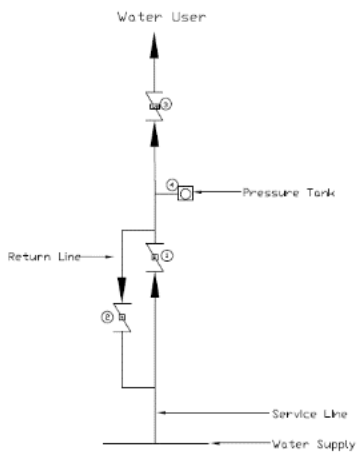 Water User
3
4
Pressure Tank
Return Line
1
2
Service Line
Water Supply